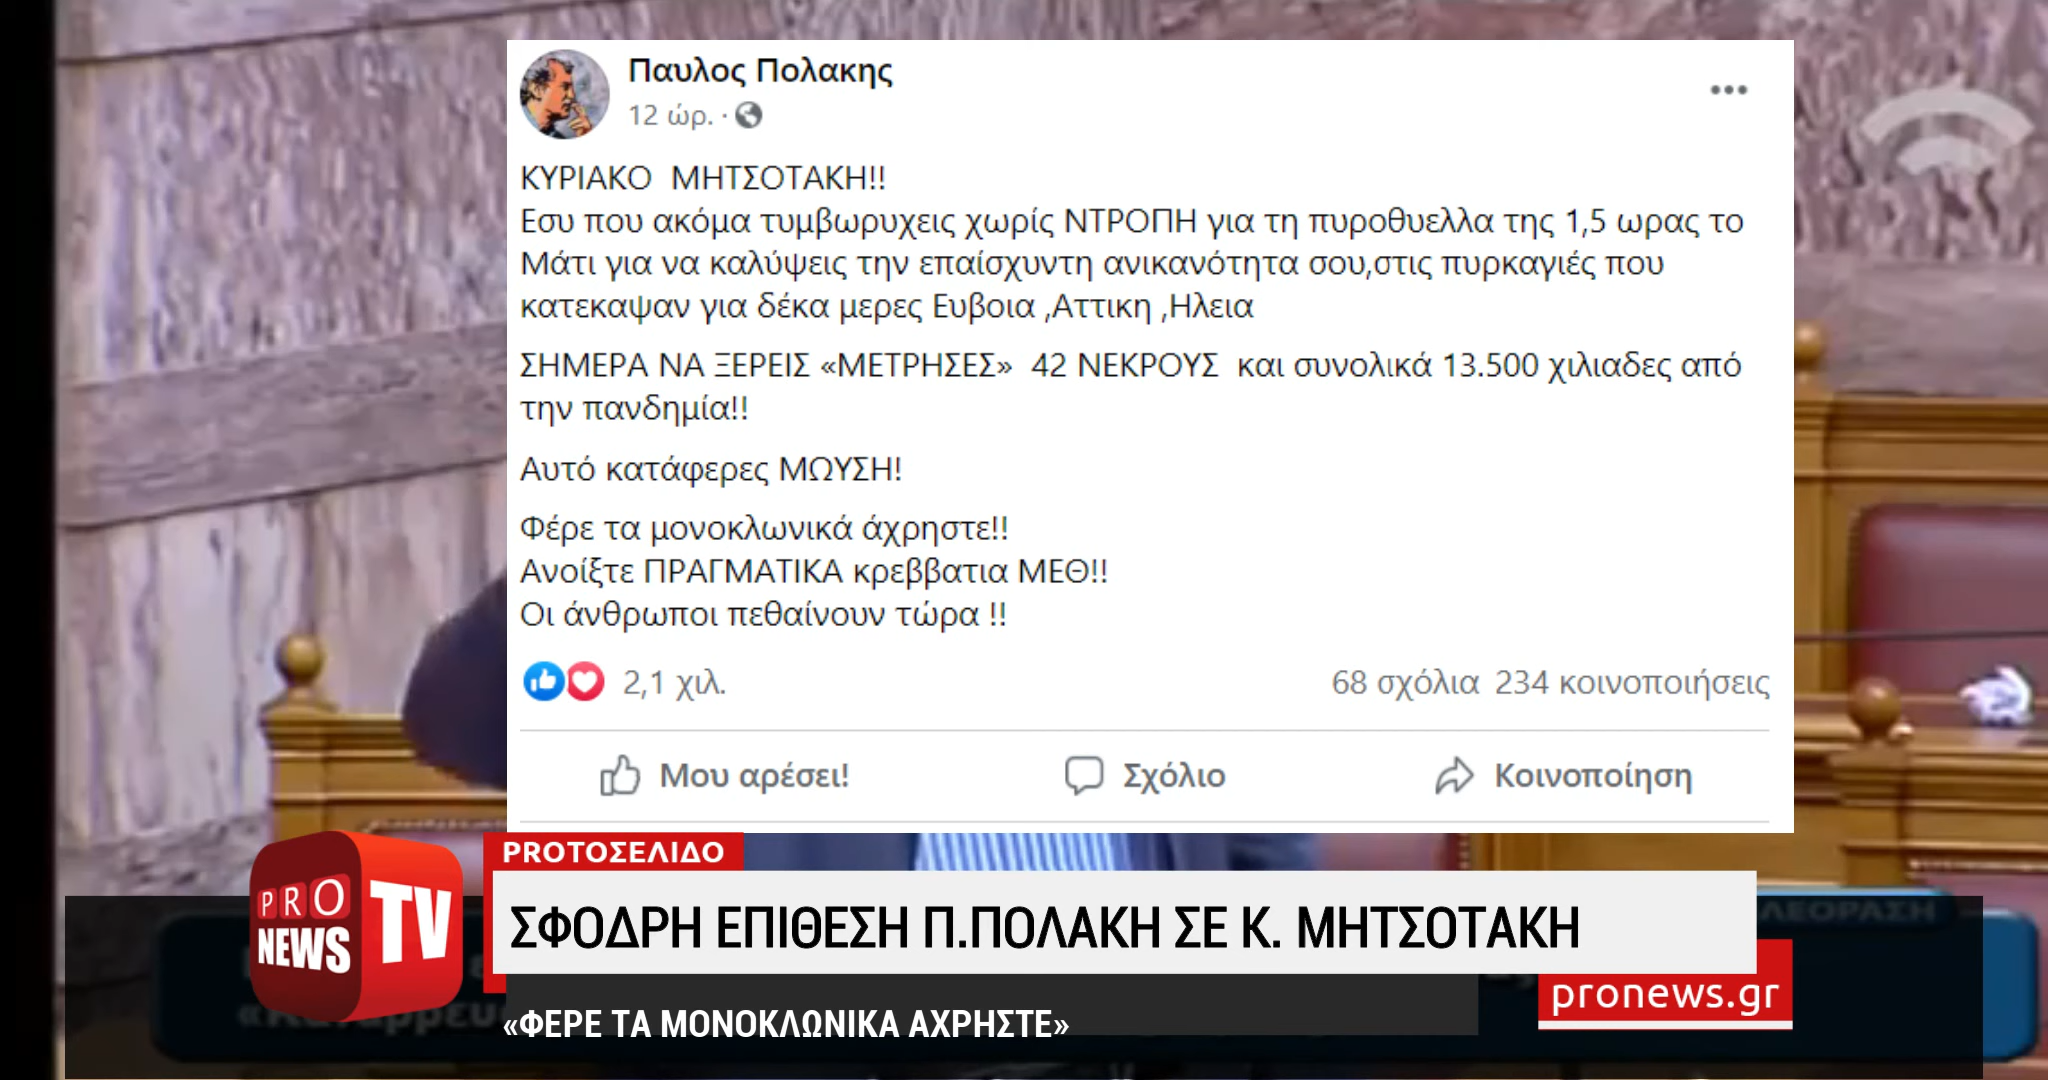 Παυλος Πολακης
12 ώρ. ·
ΚΥΡΙΑΚΟ ΜΗΤΣΟΤΑΚΗ!!
Εσυ που ακόμα τυμβωρυχεις χωρίς ΝΤΡΟΠΗ για τη πυροθυελλα της 1,5 ωρας το
Μάτι για να καλύψεις την επαίσχυντη ανικανότητα σου,στις πυρκαγιές που
κατεκαψαν για δέκα μερες Ευβοια ,Αττικη ,Ηλεια
ΣΗΜΕΡΑ ΝΑ ΞΕΡΕΙΣ «ΜΕΤΡΗΣΕΣ» 42 ΝΕΚΡΟΥΣ και συνολικά 13.500 χιλιαδες από
την πανδημία!!
Αυτό κατάφερες ΜΩΥΣΗ!
Φέρε τα μονοκλωνικά άχρηστε!!
Ανοίξτε ΠΡΑΓΜΑΤΙΚΑ κρεββατια ΜΕΘ!!
Οι άνθρωποι πεθαίνουν τώρα !!
2,1 χιλ. 68 σχόλια 234 κοινοποιήσεις
Μου αρέσει! Σχόλιο Κοινοποίηση
PROΤΟΣΕΛΙΔΟ
PRO NEWS TV
ΣΦΟΔΡΗ ΕΠΙΘΕΣΗ Π.ΠΟΛΑΚΗ ΣΕ Κ. ΜΗΤΣΟΤΑΚΗ
pronews.gr
«ΦΕΡΕ ΤΑ ΜΟΝΟΚΛΩΝΙΚΑ ΑΧΡΗΣΤΕ»